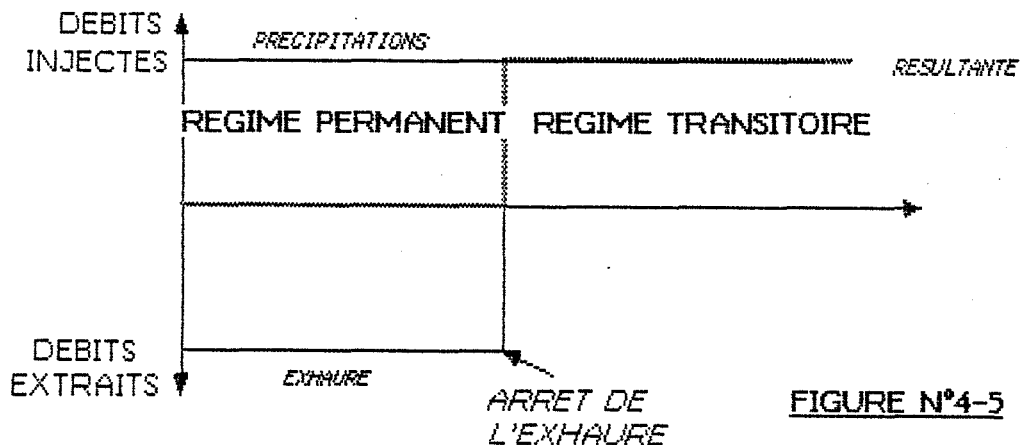 DEBITS
INJECTES
PRECIPITATIONS
RESULTANTE
REGIME PERMANENT REGIME TRANSITOIRE
DEBITS
EXTRAITS
EXHAURE
ARRET DE
L'EXHAURE
FIGURE N°4-5